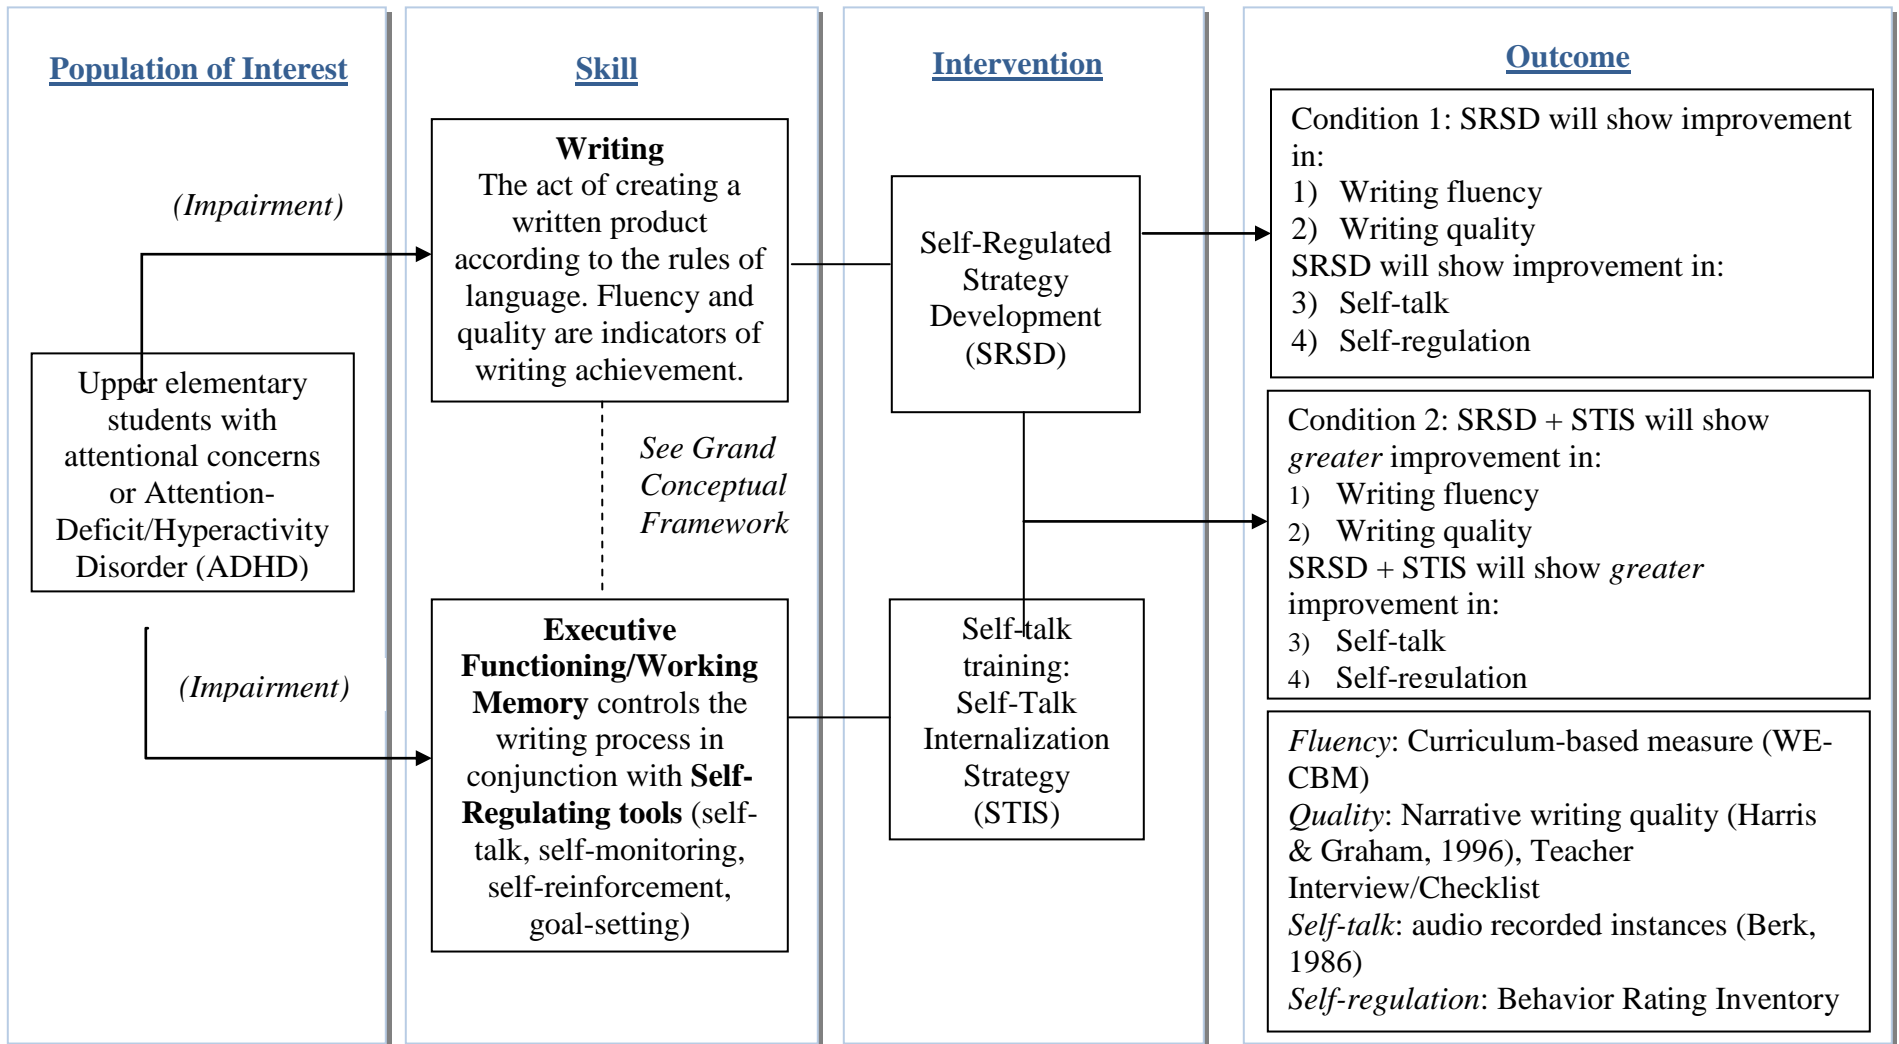 Population of Interest
(Impairment)
Upper elementary
students with
attentional concerns
or Attention-
Deficit/Hyperactivity
Disorder (ADHD)
(Impairment)
Skill
Writing
The act of creating a
written product
according to the rules of
language. Fluency and
quality are indicators of
writing achievement.
See Grand
Conceptual
Framework
Executive
Functioning/Working
Memory controls the
writing process in
conjunction with Self-
Regulating tools (self-
talk, self-monitoring,
self-reinforcement,
goal-setting)
Intervention
Self-Regulated
Strategy
Development
(SRSD)
Self-talk
training:
Self-Talk
Internalization
Strategy
(STIS)
Outcome
Condition 1: SRSD will show improvement
in:
1) Writing fluency
2) Writing quality
SRSD will show improvement in:
3) Self-talk
4) Self-regulation
Condition 2: SRSD + STIS will show
greater improvement in:
1) Writing fluency
2) Writing quality
SRSD + STIS will show greater
improvement in:
3) Self-talk
4) Self-regulation
Fluency: Curriculum-based measure (WE-
CBM)
Quality: Narrative writing quality (Harris
& Graham, 1996), Teacher
Interview/Checklist
Self-talk: audio recorded instances (Berk,
1986)
Self-regulation: Behavior Rating Inventory